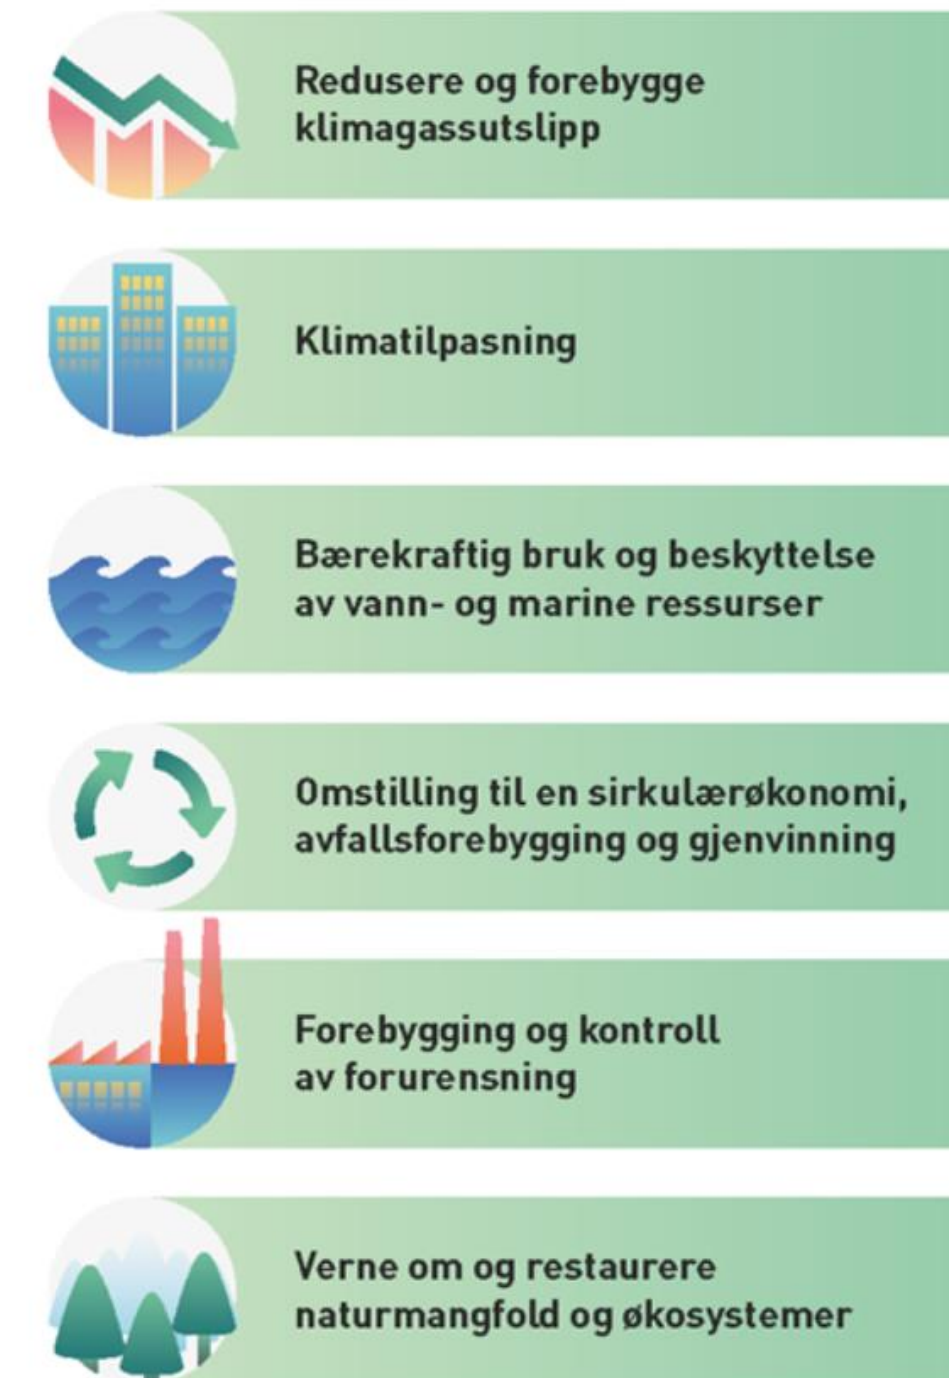 Redusere og forebygge
klimagassutslipp
Klimatilpasning
Bærekraftig bruk og beskyttelse
av vann- og marine ressurser
Omstilling til en sirkulærøkonomi,
avfallsforebygging og gjenvinning
Forebygging og kontroll
av forurensning
Verne om og restaurere
naturmangfold og økosystemer